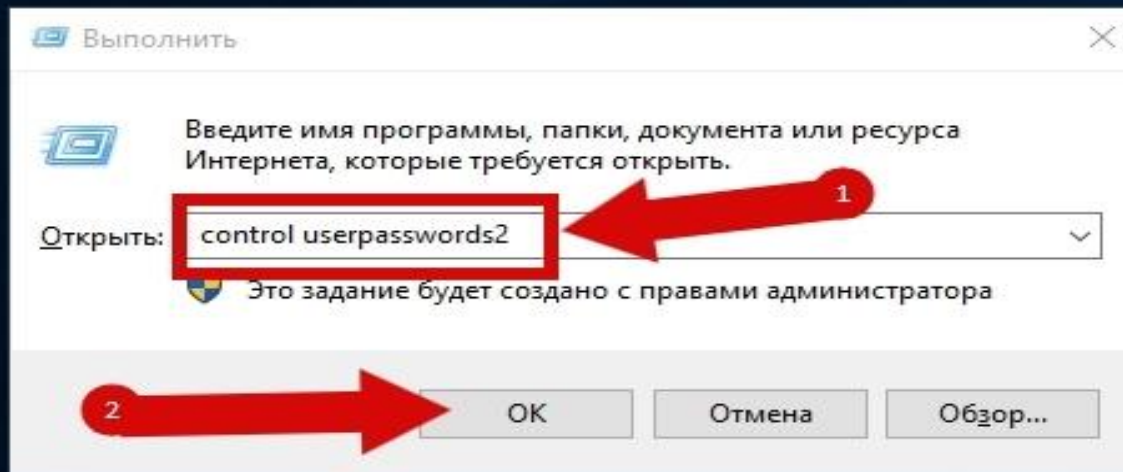 Выполнить
Введите имя программы, папки, документа или ресурса
Интернета, которые требуется открыть.
1
Открыть: control userpasswords2
Это задание будет создано с правами администратора
2
ОК Отмена Обзор...